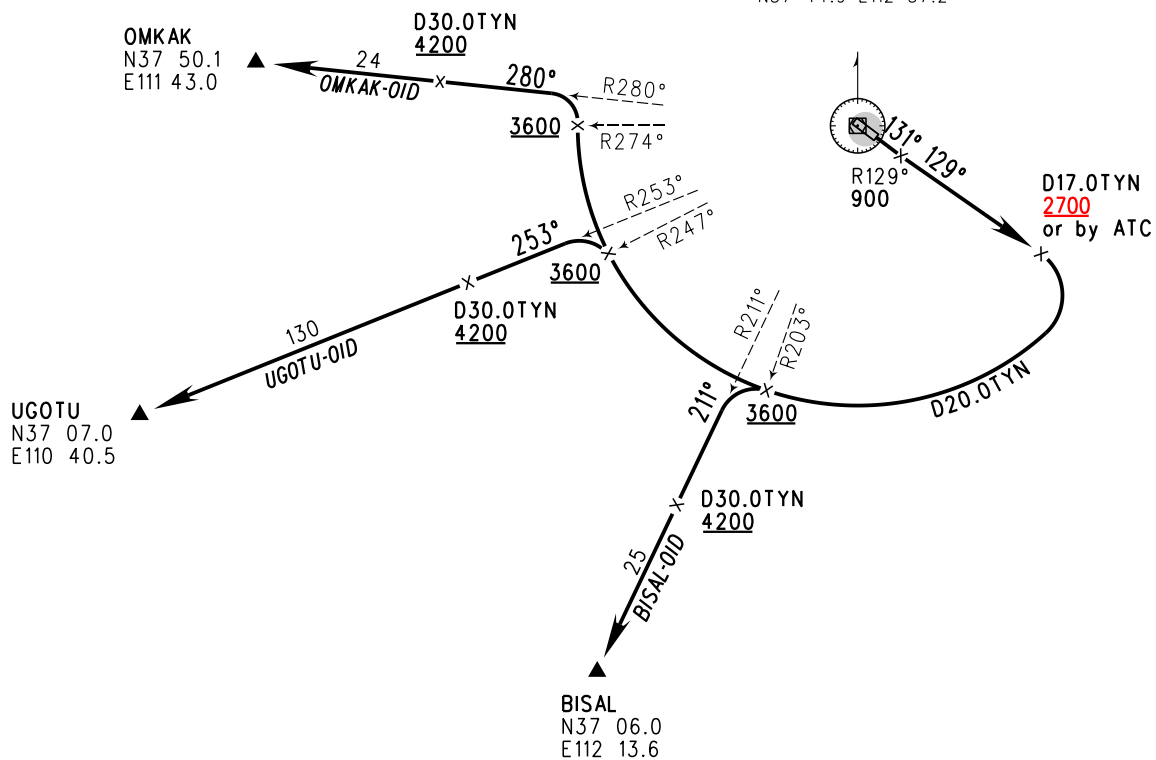 D30.0TYN
4200
OMKAK
N37 50.1
E111 43.0
24
OMKAK-01D
280°
R280°
3600
R274°
131° 129°
R129°
900
D17.0TYN
2700
or by ATC
R253°
R247°
253°
3600
D30.0TYN
4200
130
UGOTU-01D
UGOTU
N37 07.0
E110 40.5
R211°
R203°
211°
3600
D20.0TYN
D30.0TYN
4200
25
BISAL-01D
BISAL
N37 06.0
E112 13.6